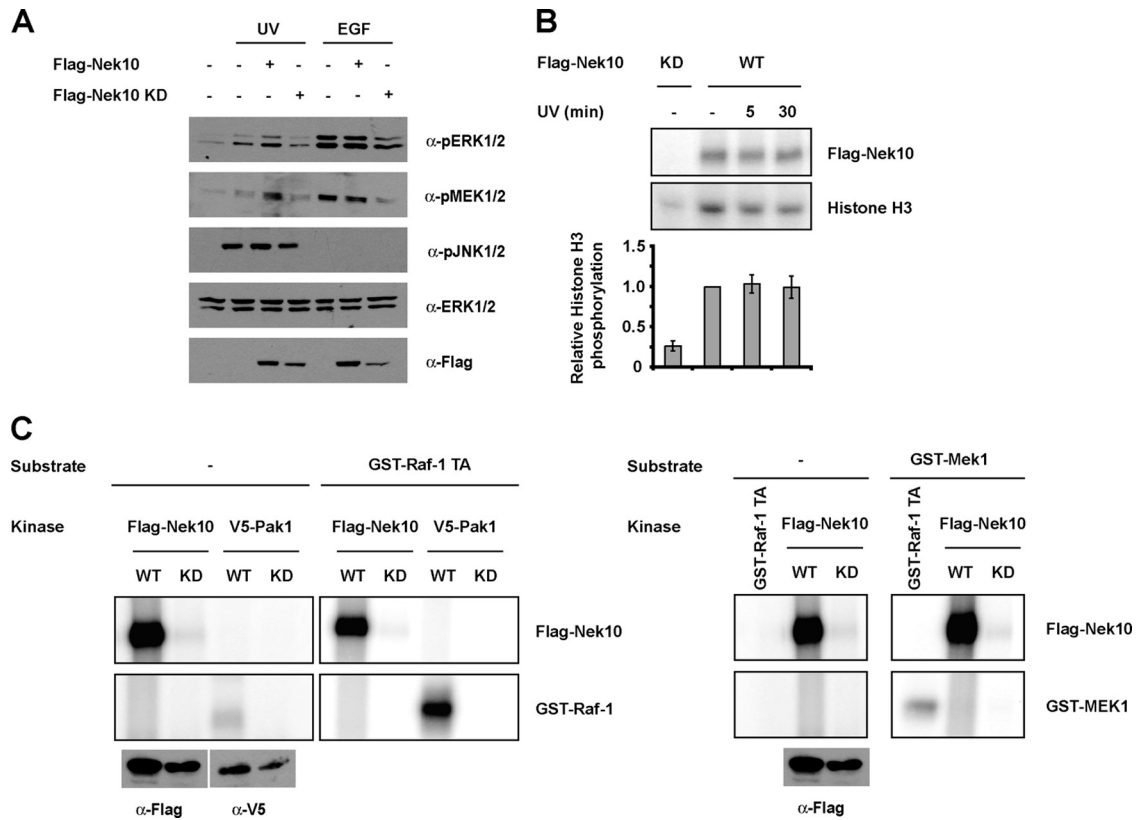 A
UV EGF
Flag-Nek10 - - + - - + -
Flag-Nek10 KD - - - + - - +
α-pERK1/2
α-pMEK1/2
α-pJNK1/2
α-ERK1/2
α-Flag
B
Flag-Nek10 KD WT
UV (min) - - 5 30
Flag-Nek10
Histone H3
Relative Histone H3
phosphorylation
1.5
1.0
0.5
0
C
Substrate - GST-Raf-1 TA
Kinase Flag-Nek10 V5-Pak1 Flag-Nek10 V5-Pak1
WT KD WT KD WT KD WT KD
Flag-Nek10
GST-Raf-1
α-Flag α-V5
Substrate - GST-Mek1
Kinase GST-Raf-1 TA Flag-Nek10 GST-Raf-1 TA Flag-Nek10
WT KD WT KD
Flag-Nek10
GST-MEK1
α-Flag